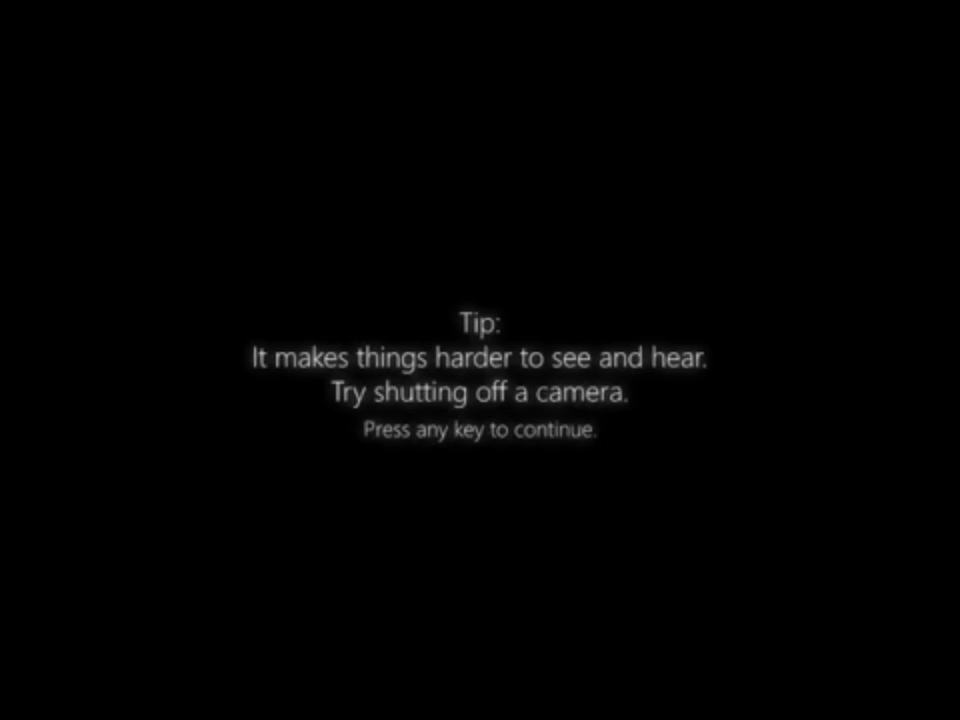 Tip:
It makes things harder to see and hear.
Try shutting off a camera.
Press any key to continue.